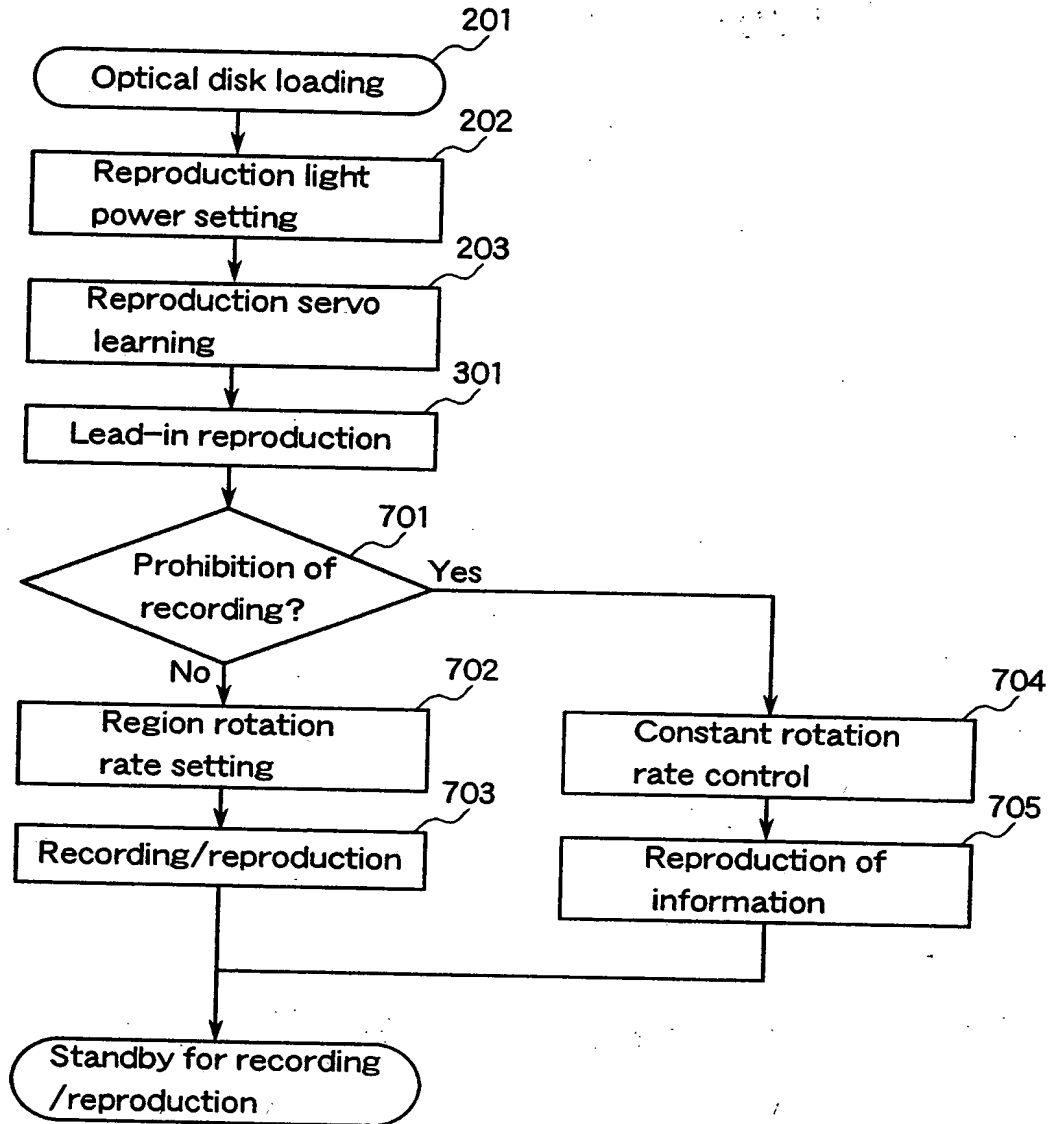 201
Optical disk loading
202
Reproduction light
power setting
203
Reproduction servo
learning
301
Lead-in reproduction
701
Prohibition of
recording?
Yes
No
702
Region rotation
rate setting
703
Recording/reproduction
704
Constant rotation
rate control
705
Reproduction of
information
Standby for recording
/reproduction